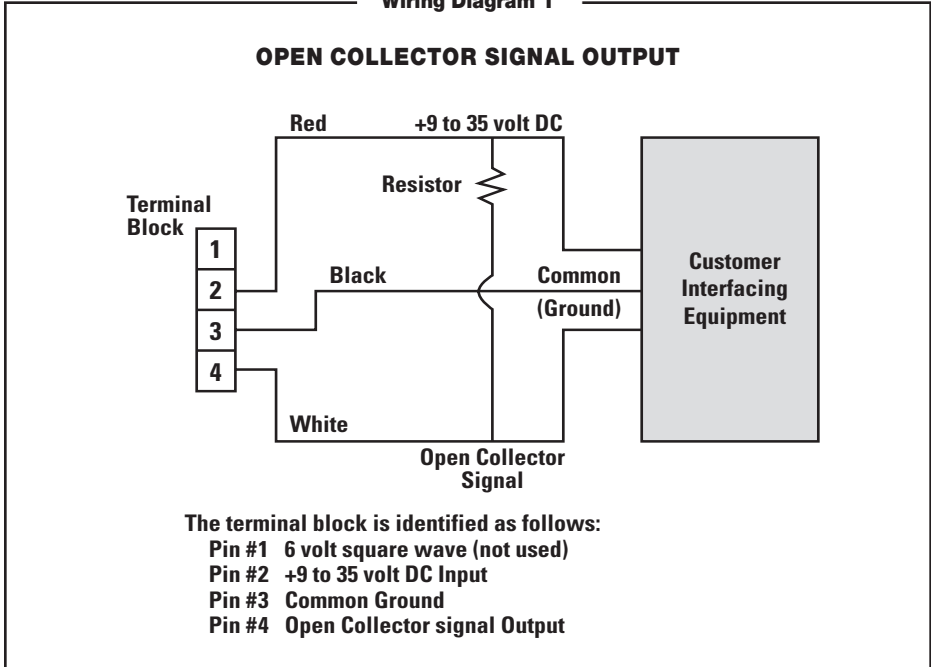 Wiring Diagram 1
OPEN COLLECTOR SIGNAL OUTPUT
Red
+9 to 35 volt DC
Resistor
Terminal
Block
1
2
3
4
Black
Common
(Ground)
Customer
Interfacing
Equipment
White
Open Collector
Signal
The terminal block is identified as follows:
Pin #1 6 volt square wave (not used)
Pin #2 +9 to 35 volt DC Input
Pin #3 Common Ground
Pin #4 Open Collector signal Output